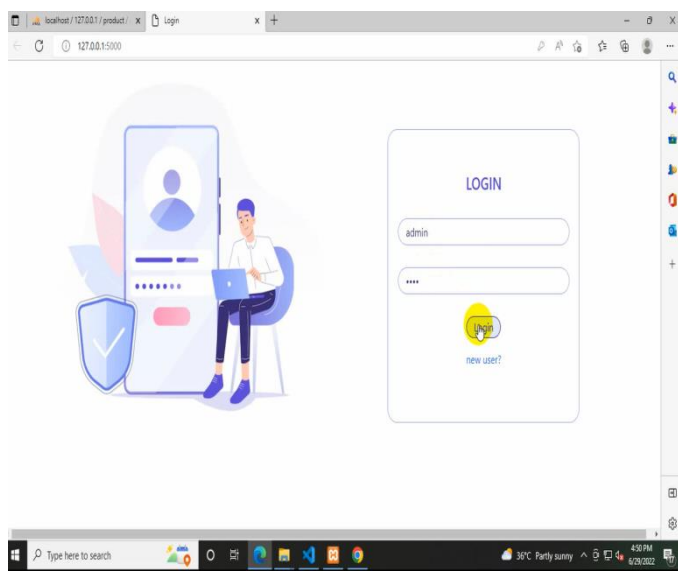 localhost / 127.0.0.1 / product /
Login
127.0.0.1:5000
LOGIN
admin
••••
Login
new user?
Type here to search
36°C Partly sunny
4:50 PM
6/29/2022